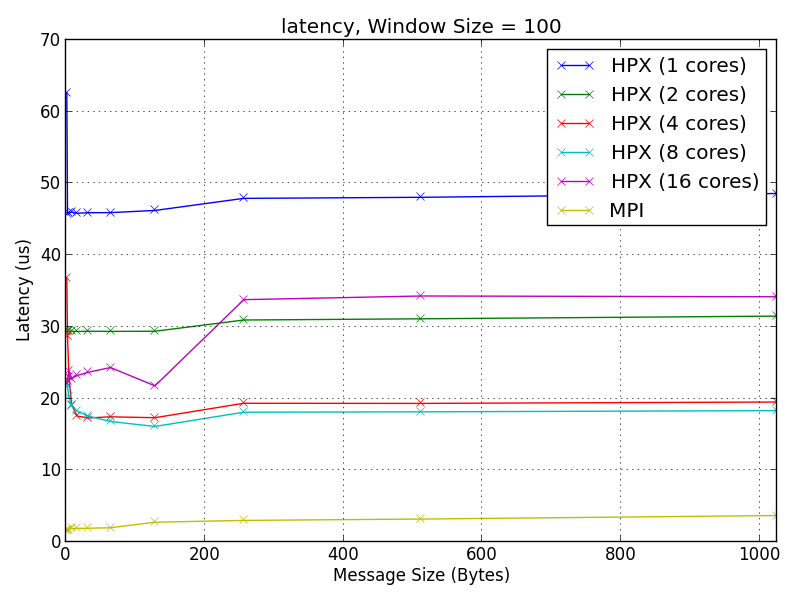 latency, Window Size = 100
70
60
50
40
30
20
10
0
Latency (us)
HPX (1 cores)
HPX (2 cores)
HPX (4 cores)
HPX (8 cores)
HPX (16 cores)
MPI
0 200 400 600 800 1000
Message Size (Bytes)